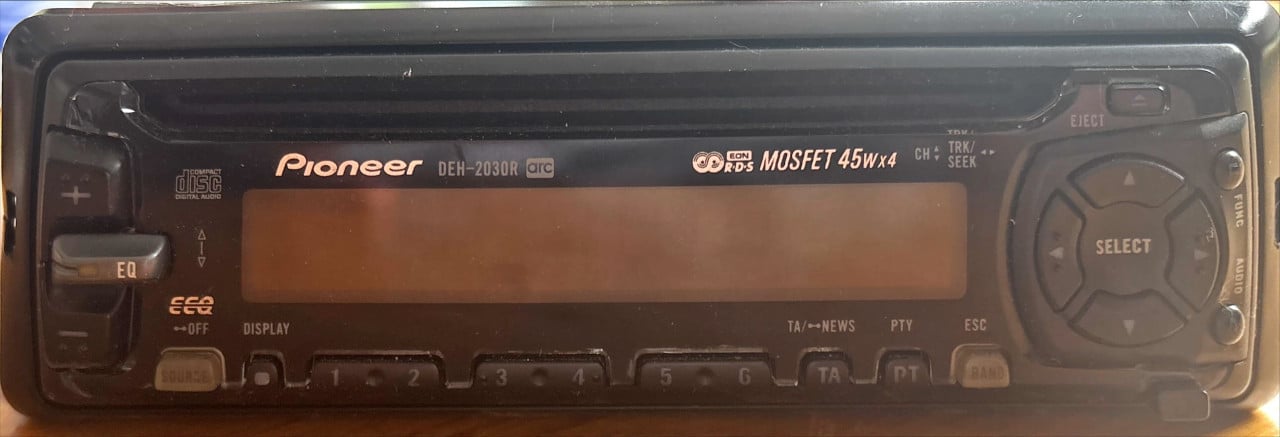 EJECT
COMPACT
disc
DIGITAL AUDIO
Pioneer DEH-2030R arc
EON
R·D·S
MOSFET 45W×4
CH
TRK/
SEEK
FUNC
+
EQ
SELECT
AUDIO
EEQ
−
OFF
DISPLAY
TA/NEWS
PTY
ESC
SOURCE
1 2
3 4
5 6
TA
PT
BAND